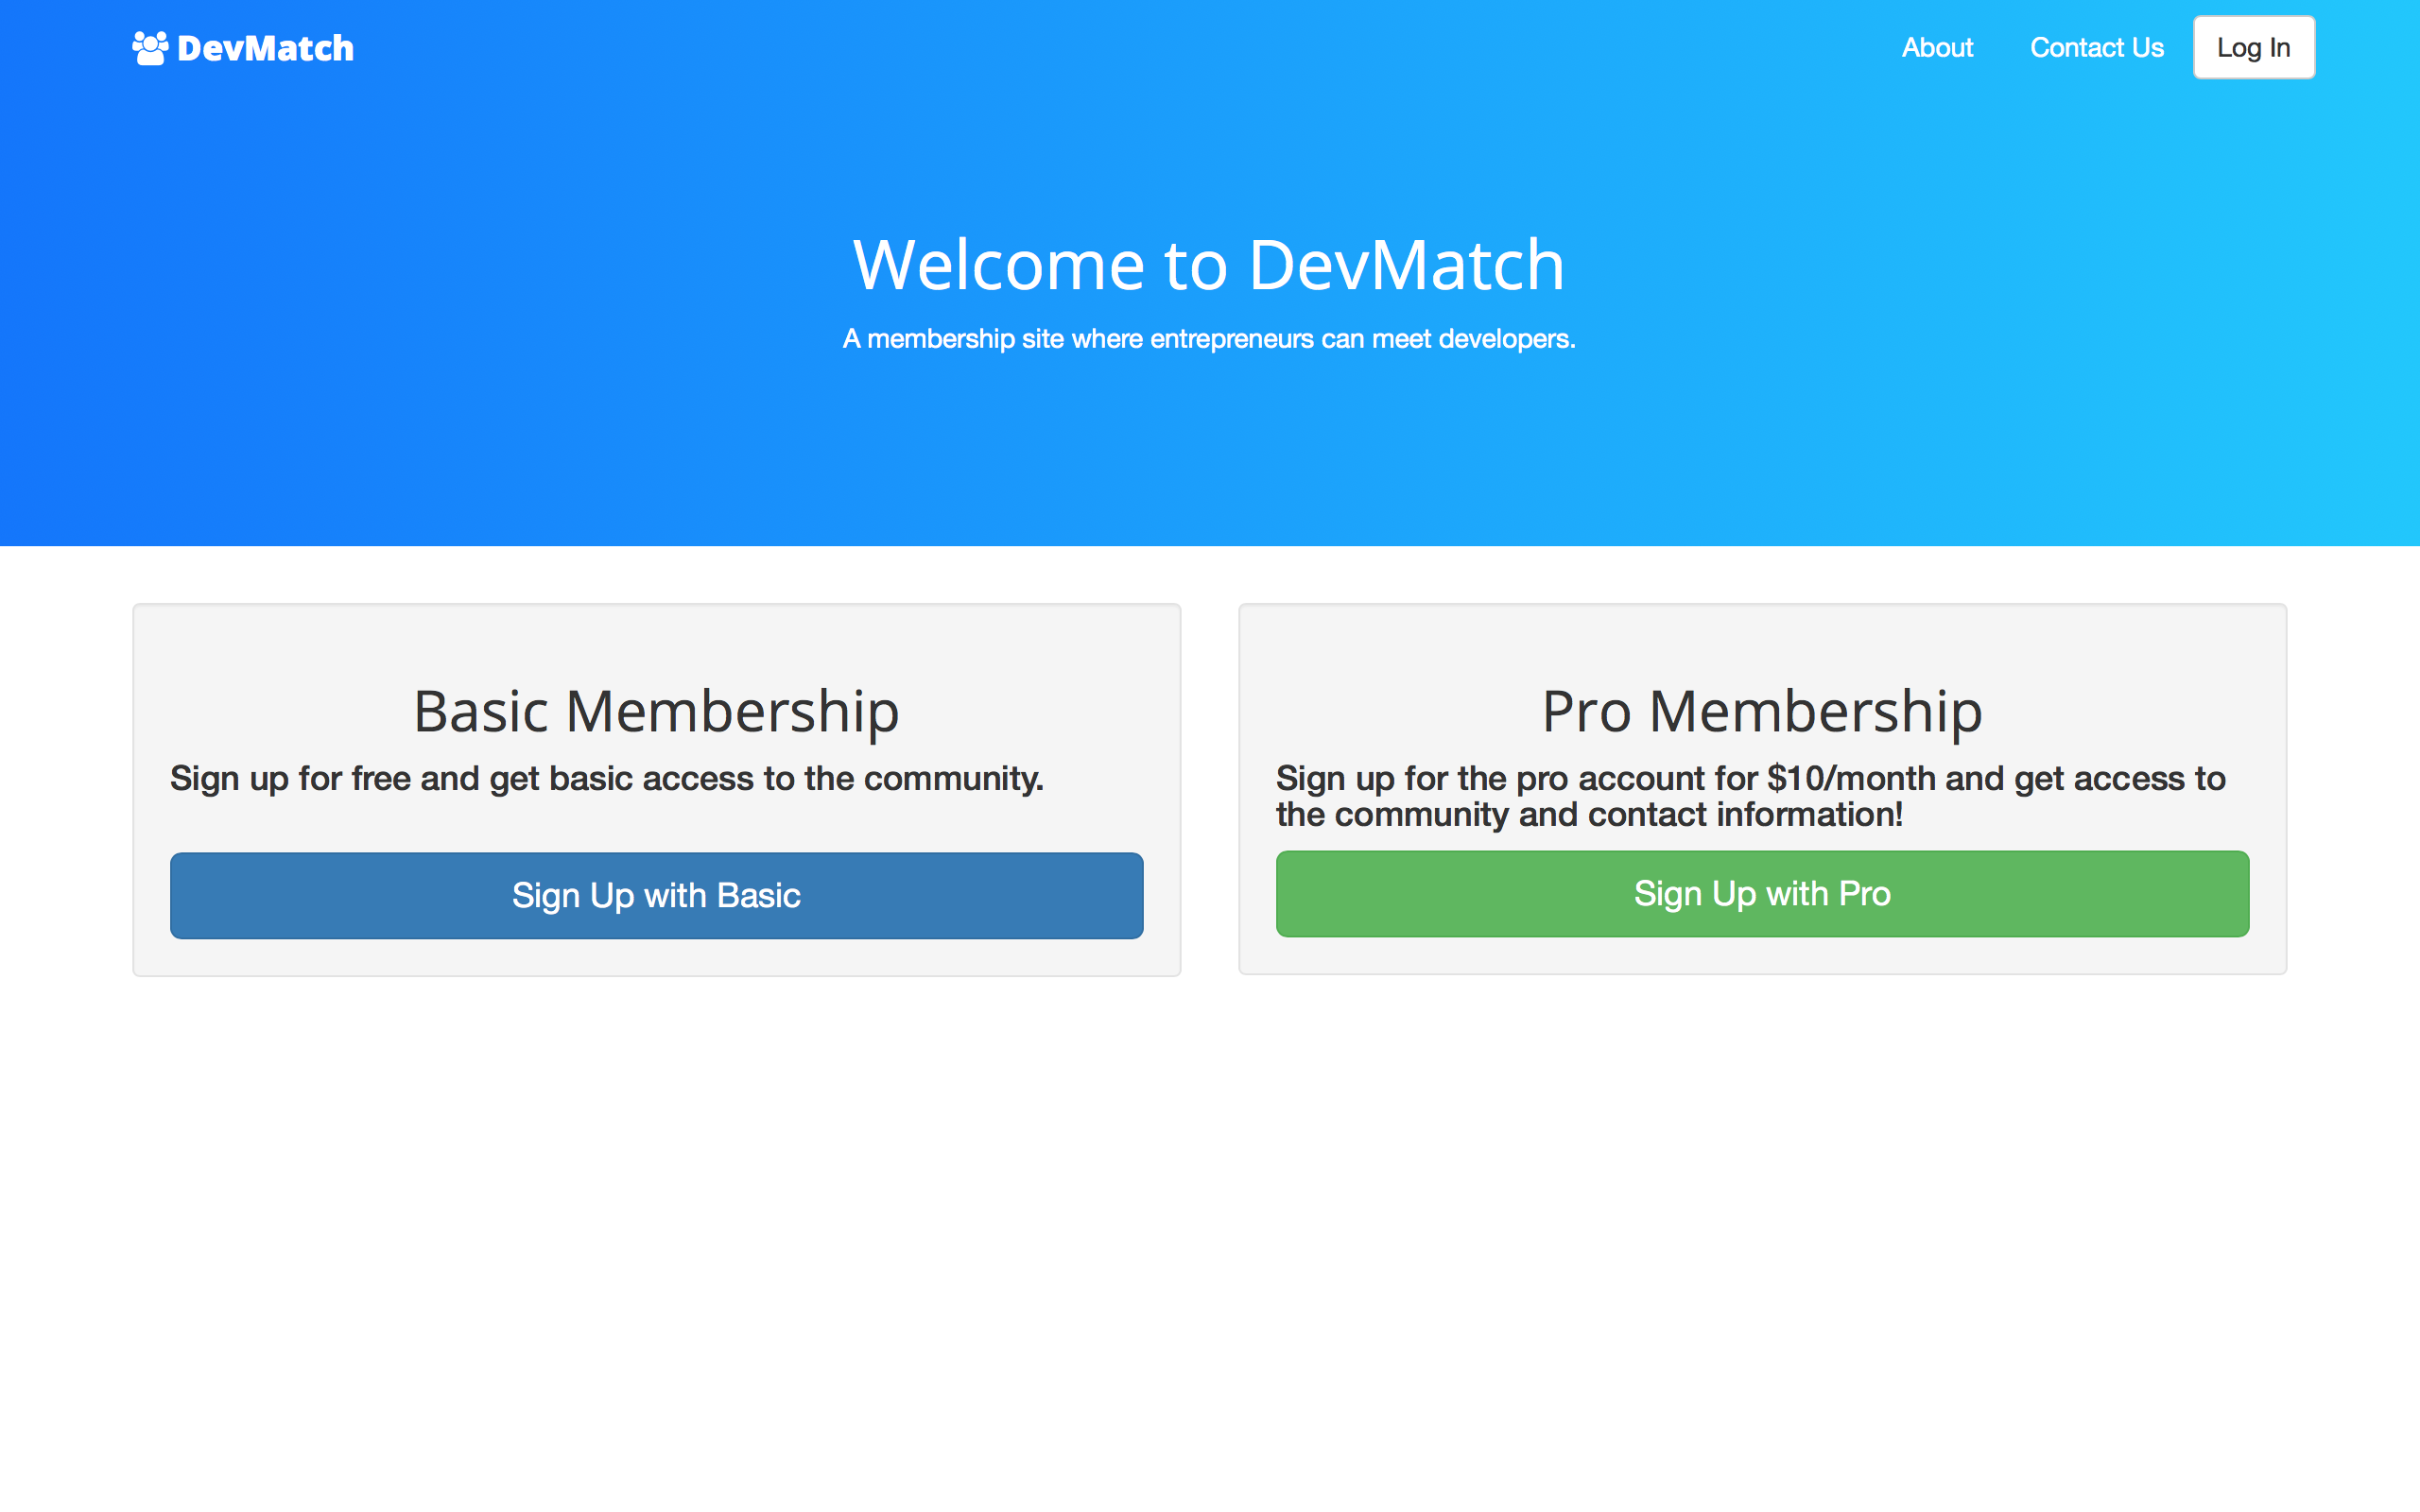 DevMatch
About
Contact Us
Log In
Welcome to DevMatch
A membership site where entrepreneurs can meet developers.
Basic Membership
Sign up for free and get basic access to the community.
Sign Up with Basic
Pro Membership
Sign up for the pro account for $10/month and get access to
the community and contact information!
Sign Up with Pro